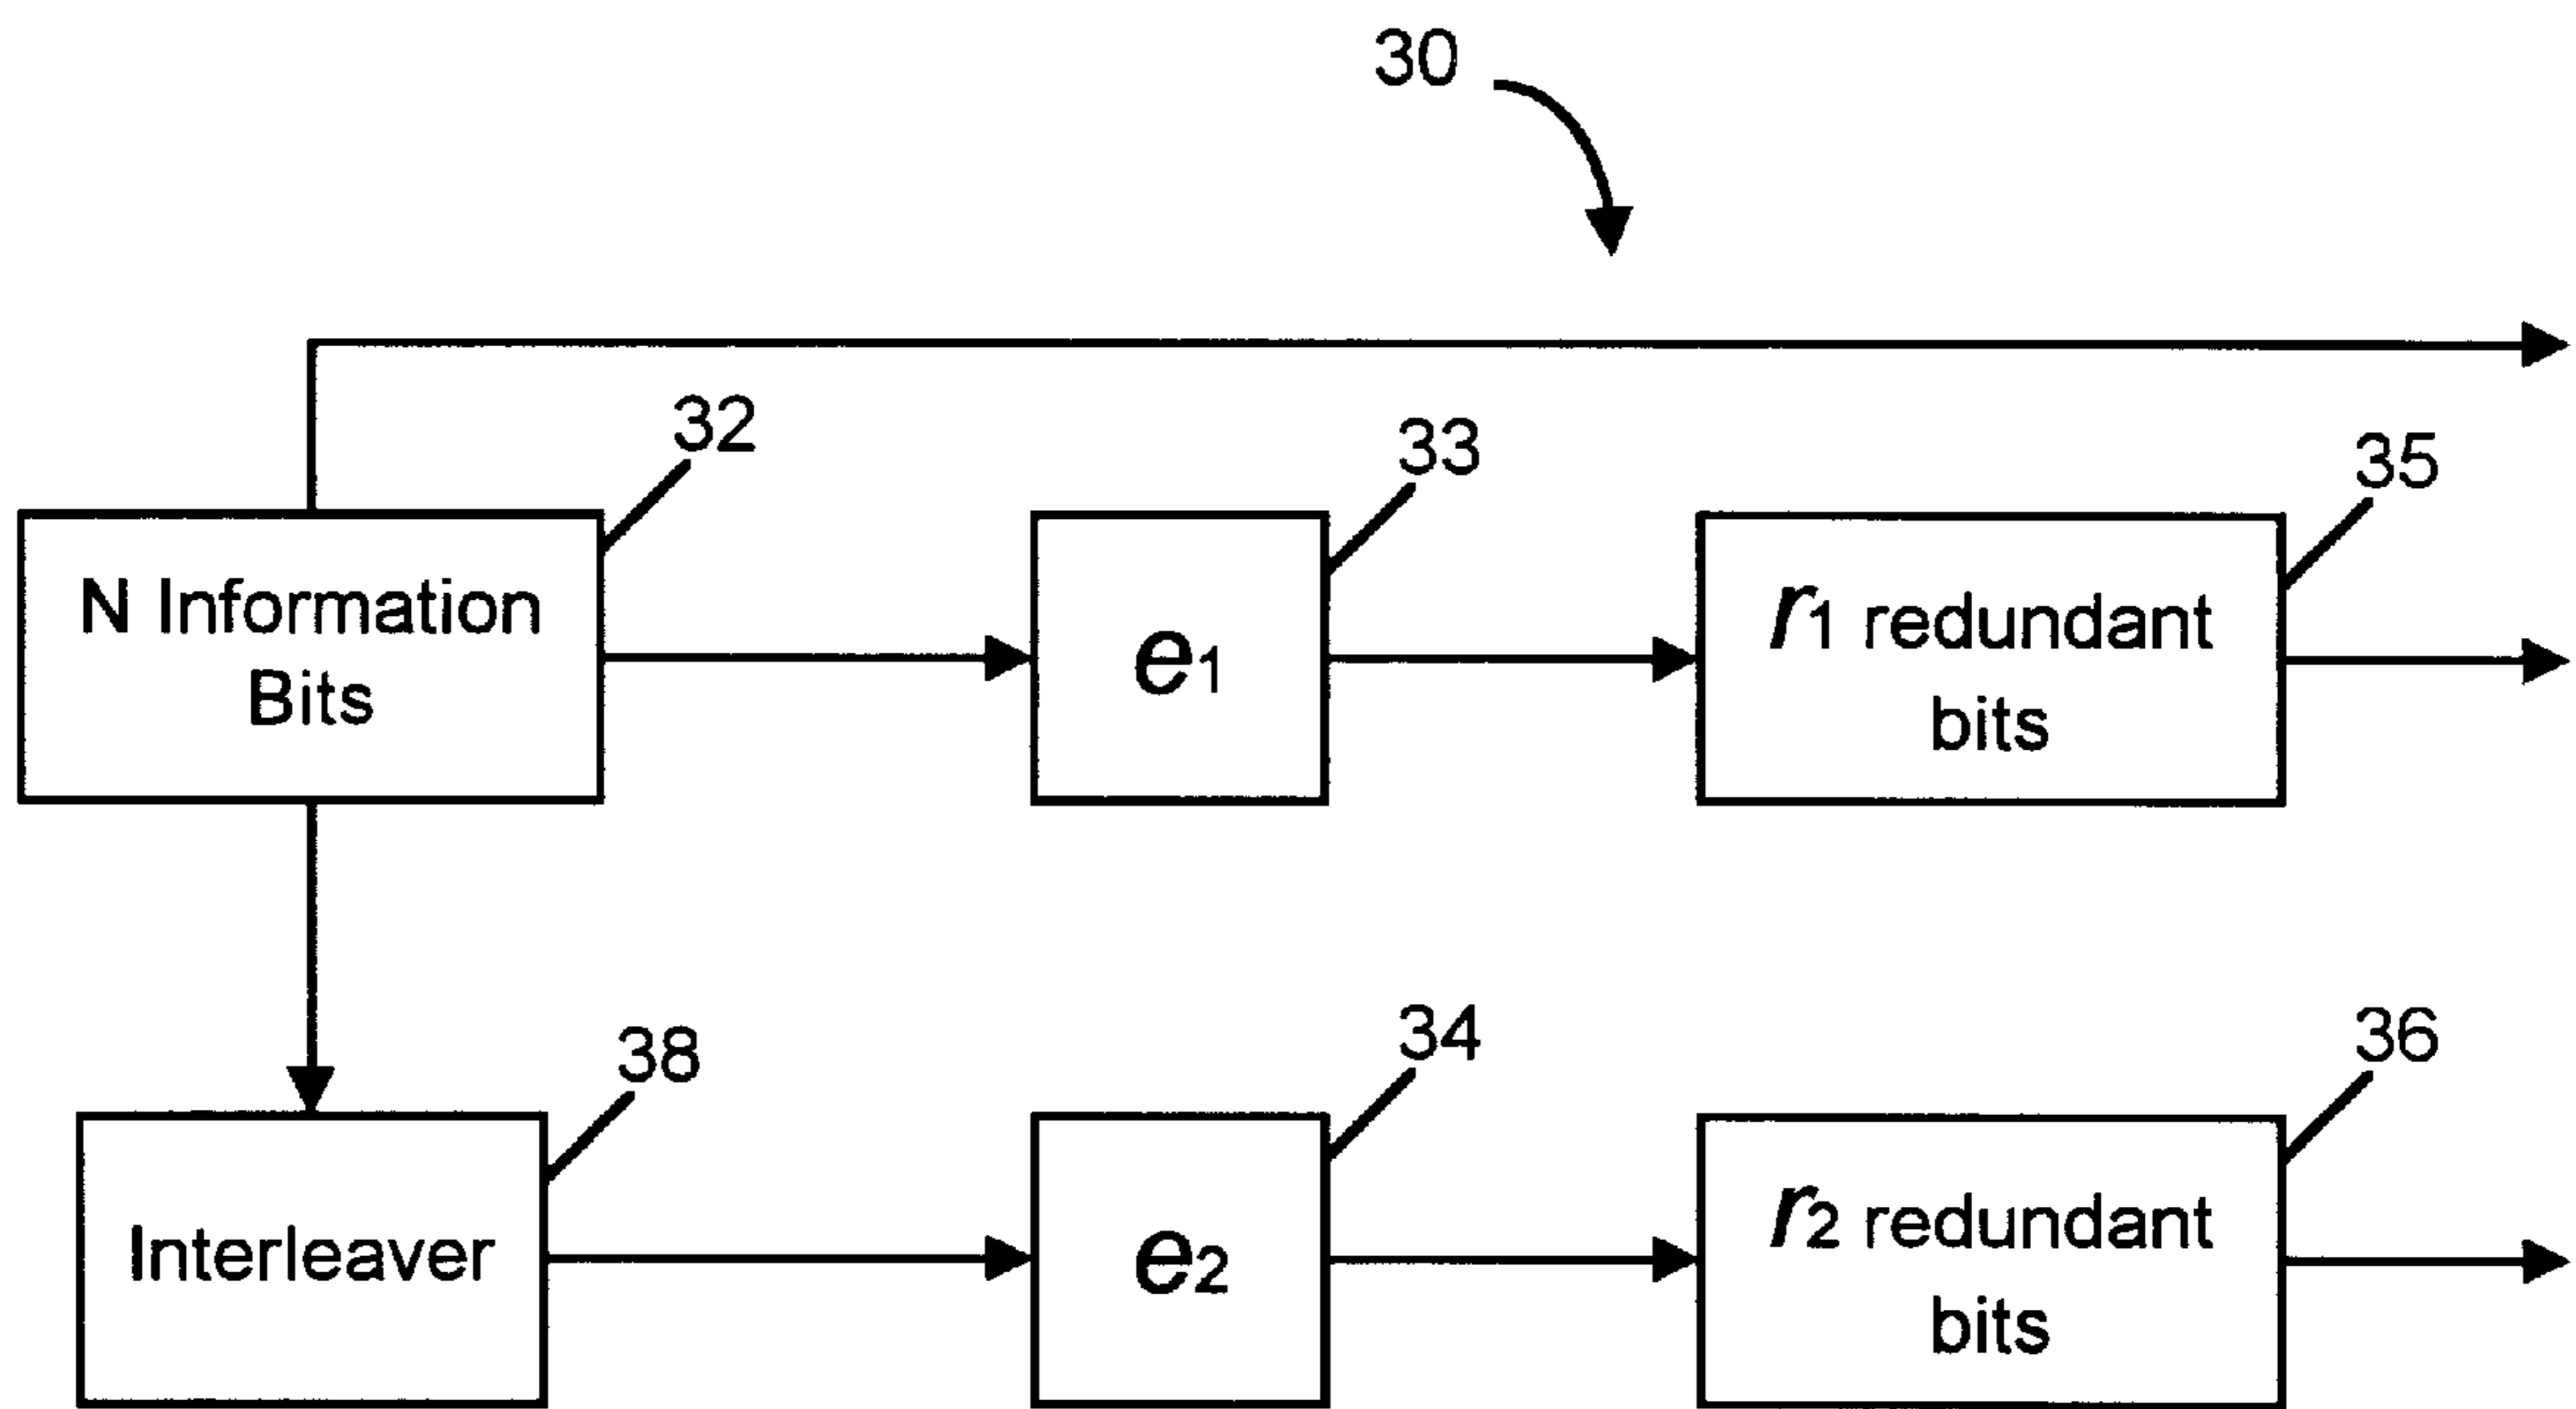 30
32
33
35
N Information
Bits
e1
r1 redundant
bits
38
34
36
Interleaver
e2
r2 redundant
bits